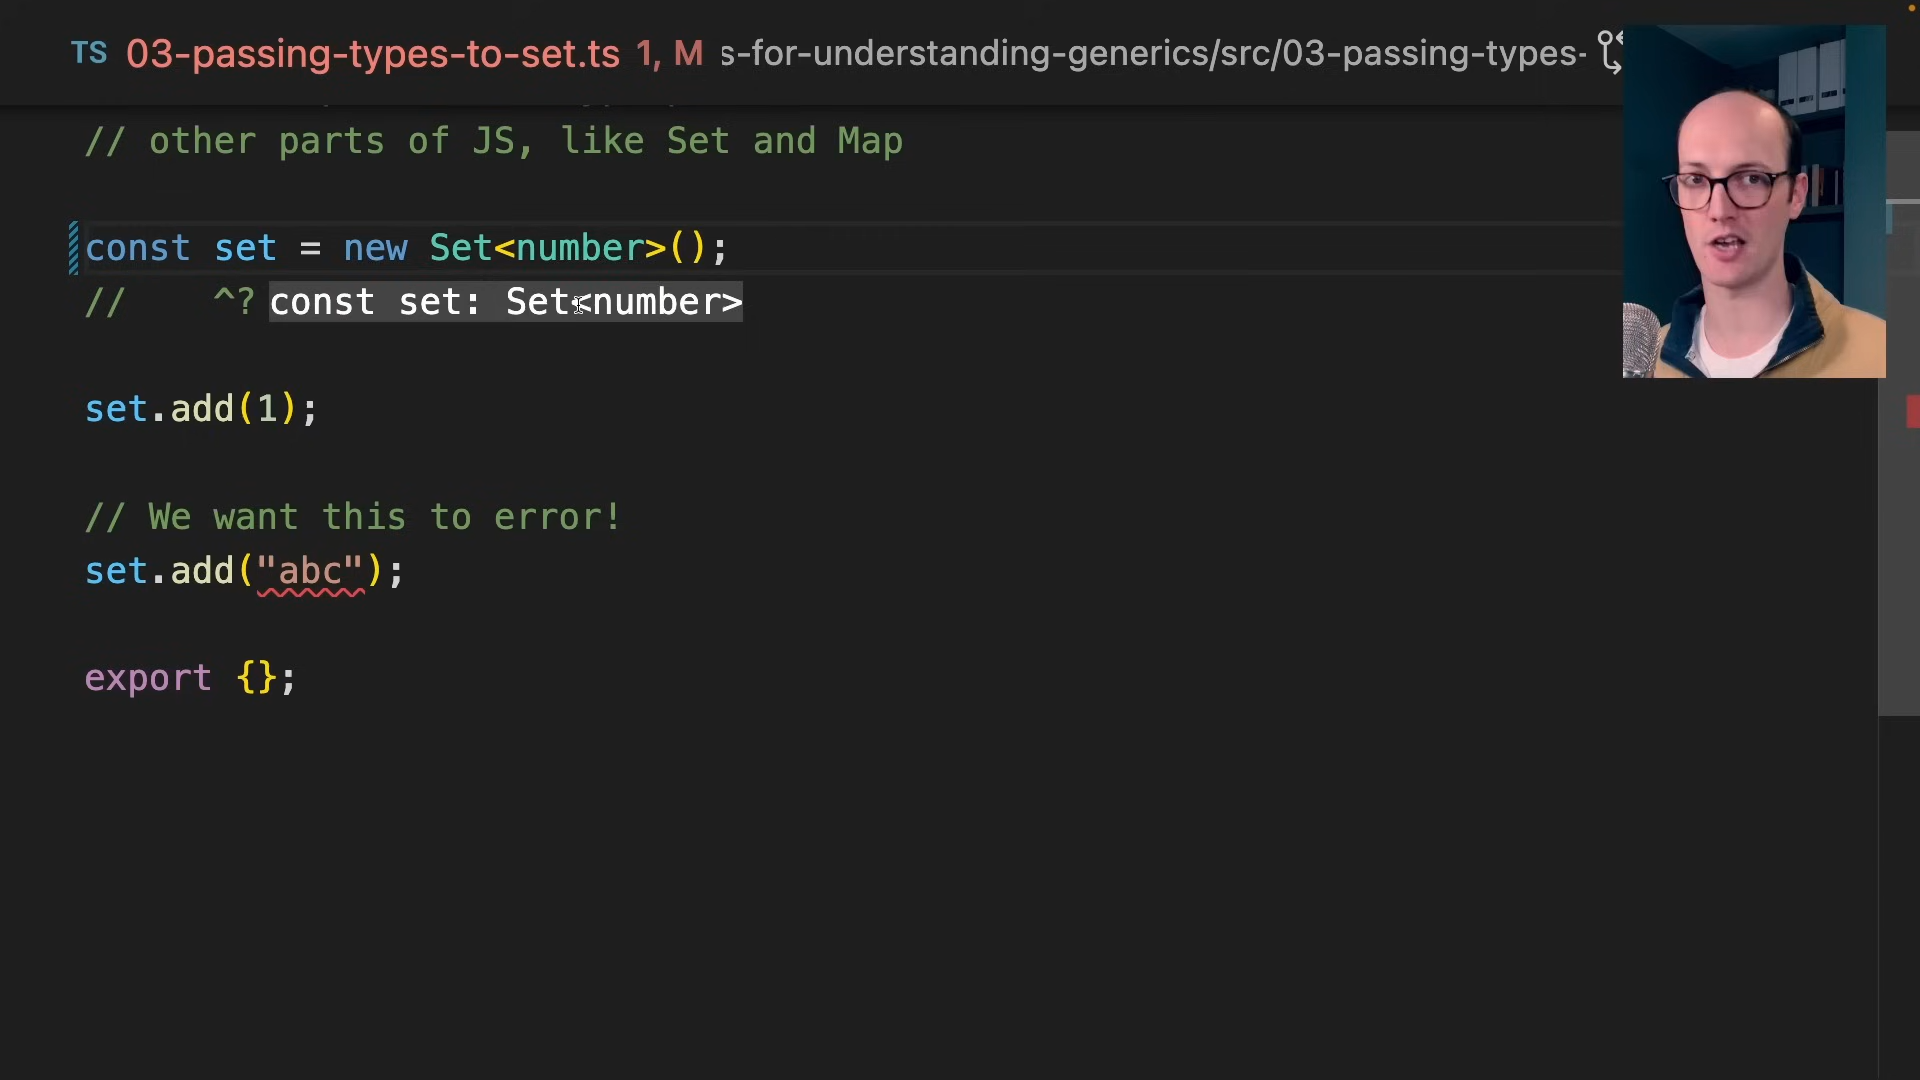 TS 03-passing-types-to-set.ts 1, M s-for-understanding-generics/src/03-passing-types-
// other parts of JS, like Set and Map
const set = new Set<number>();
//    ^? const set: Set<number>
set.add(1);
// We want this to error!
set.add("abc");
export {};